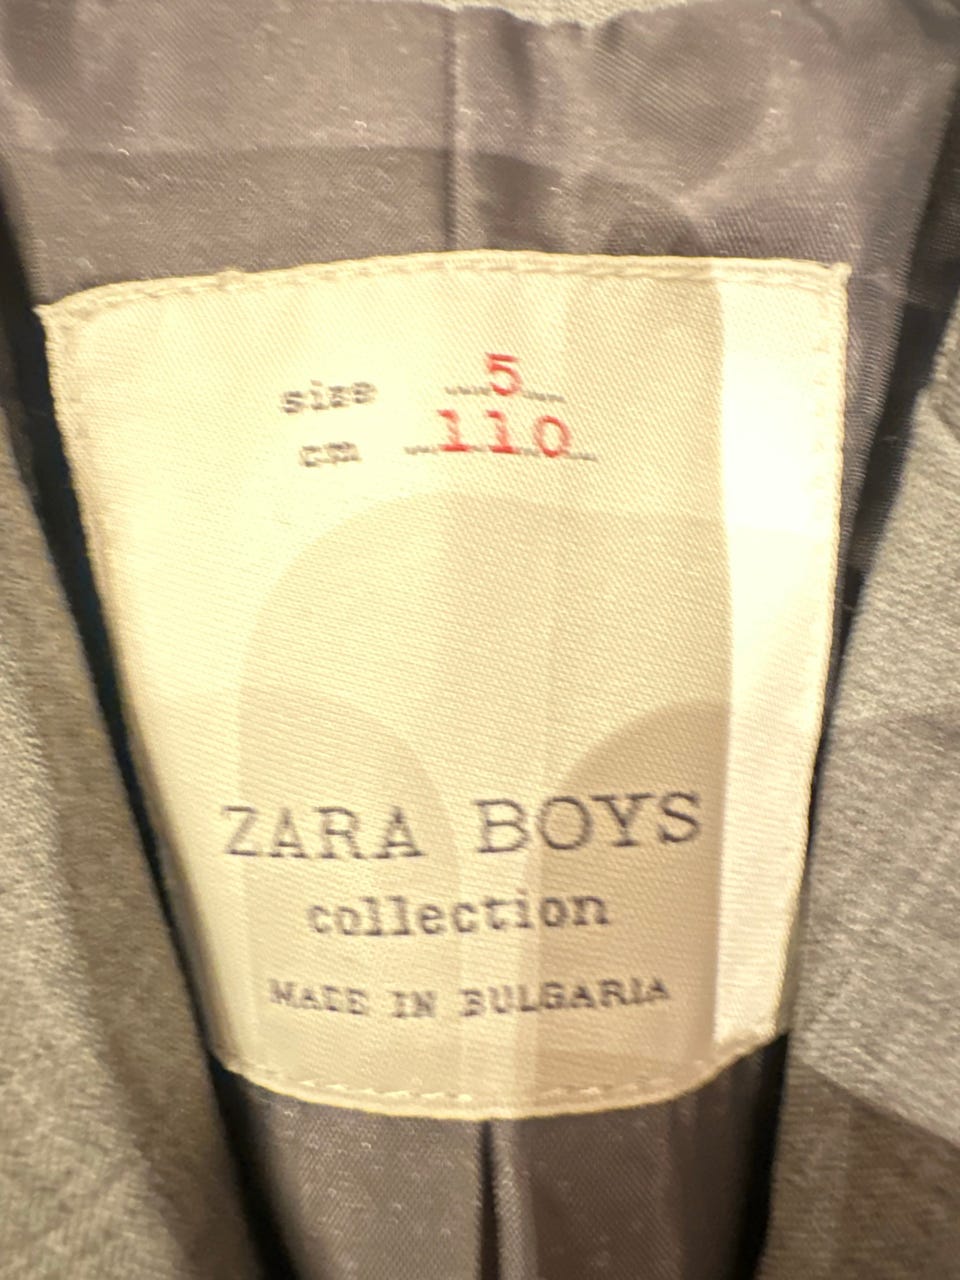 size 5
cm 110
ZARA BOYS
collection
MADE IN BULGARIA